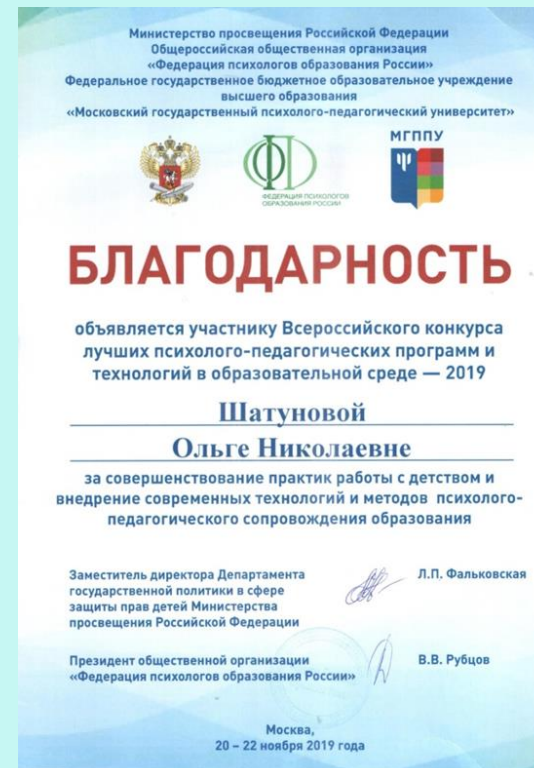 Министерство просвещения Российской Федерации
Общероссийская общественная организация
«Федерация психологов образования России»
Федеральное государственное бюджетное образовательное учреждение
высшего образования
«Московский государственный психолого-педагогический университет»
МГППУ
ФЕДЕРАЦИЯ ПСИХОЛОГОВ
ОБРАЗОВАНИЯ РОССИИ
БЛАГОДАРНОСТЬ
объявляется участнику Всероссийского конкурса
лучших психолого-педагогических программ и
технологий в образовательной среде — 2019
Шатуновой
Ольге Николаевне
за совершенствование практик работы с детством и
внедрение современных технологий и методов психолого-
педагогического сопровождения образования
Заместитель директора Департамента
государственной политики в сфере
защиты прав детей Министерства
просвещения Российской Федерации
Л.П. Фальковская
Президент общественной организации
«Федерация психологов образования России»
В.В. Рубцов
Москва,
20 – 22 ноября 2019 года